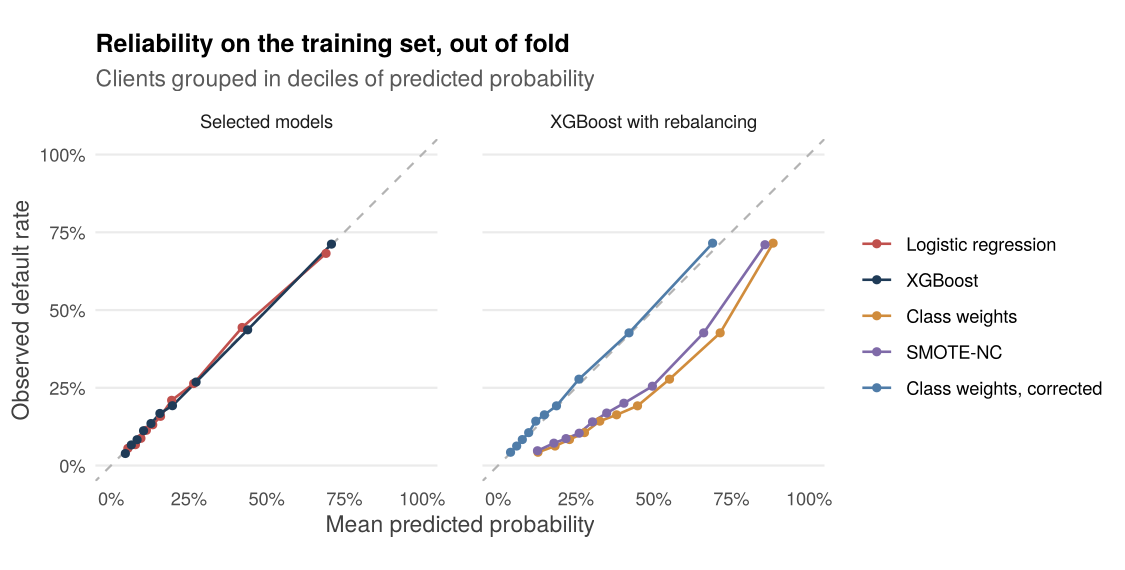 Reliability on the training set, out of fold
Clients grouped in deciles of predicted probability
Selected models
XGBoost with rebalancing
Observed default rate
100%
75%
50%
25%
0%
0% 25% 50% 75% 100%
0% 25% 50% 75% 100%
Mean predicted probability
Logistic regression
XGBoost
Class weights
SMOTE-NC
Class weights, corrected